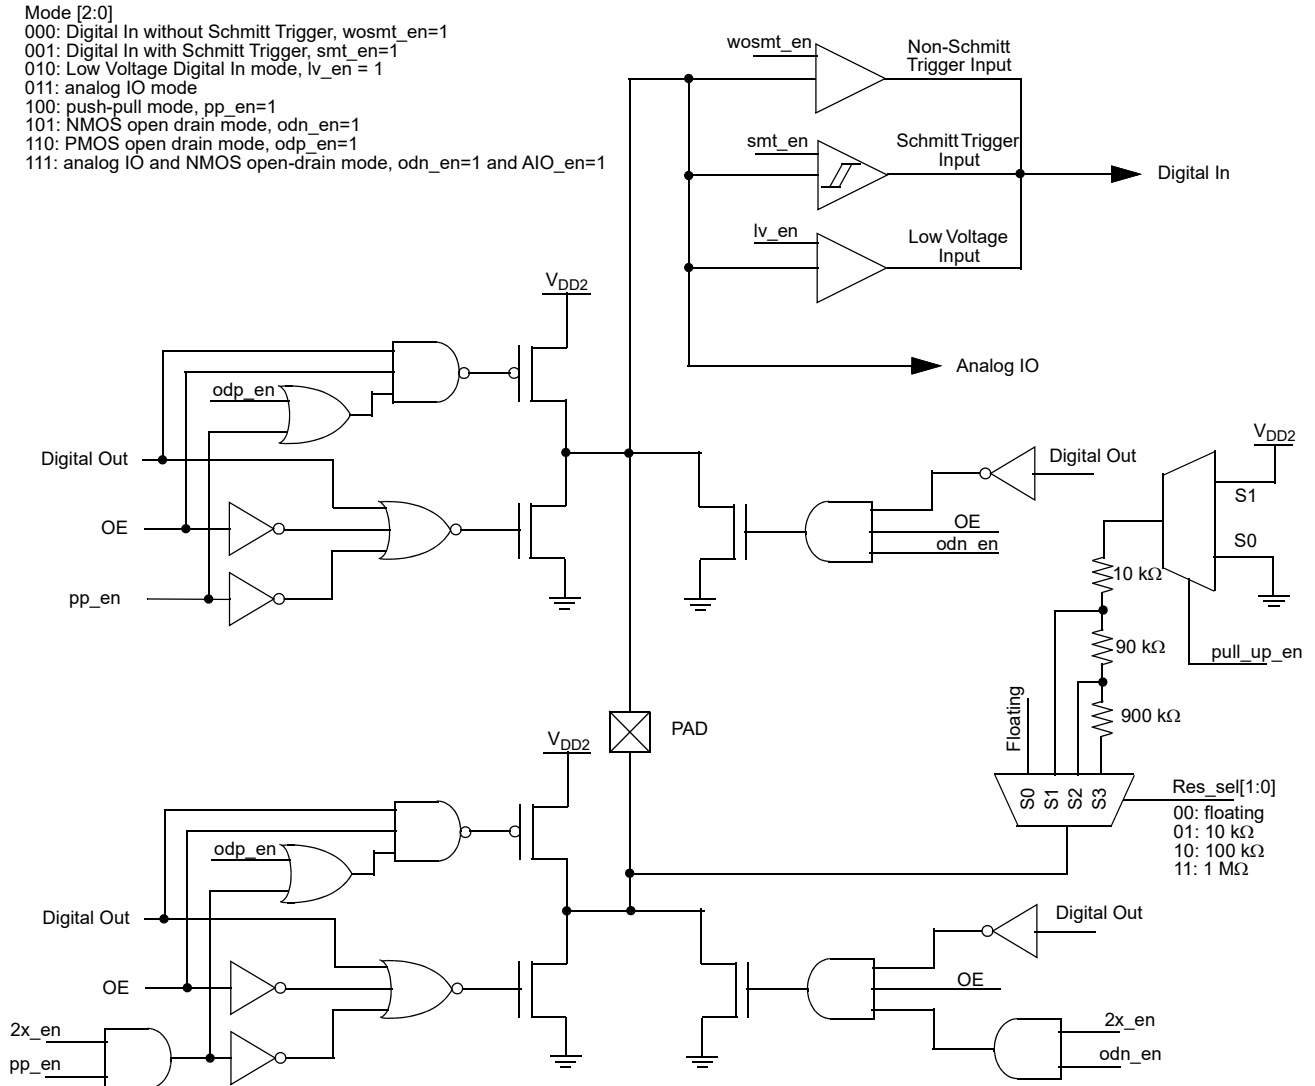 Mode [2:0]
000: Digital In without Schmitt Trigger, wosmt_en=1
001: Digital In with Schmitt Trigger, smt_en=1
010: Low Voltage Digital In mode, lv_en = 1
011: analog IO mode
100: push-pull mode, pp_en=1
101: NMOS open drain mode, odn_en=1
110: PMOS open drain mode, odp_en=1
111: analog IO and NMOS open-drain mode, odn_en=1 and AIO_en=1
wosmt_en
Non-Schmitt
Trigger Input
smt_en
Schmitt Trigger
Input
Digital In
lv_en
Low Voltage
Input
Analog IO
VDD2
odp_en
Digital Out
OE
pp_en
Digital Out
OE
odn_en
VDD2
S1
S0
10 kΩ
90 kΩ
pull_up_en
900 kΩ
Floating
PAD
S0
S1
S2
S3
Res_sel[1:0]
00: floating
01: 10 kΩ
10: 100 kΩ
11: 1 MΩ
VDD2
odp_en
Digital Out
OE
2x_en
pp_en
Digital Out
OE
2x_en
odn_en